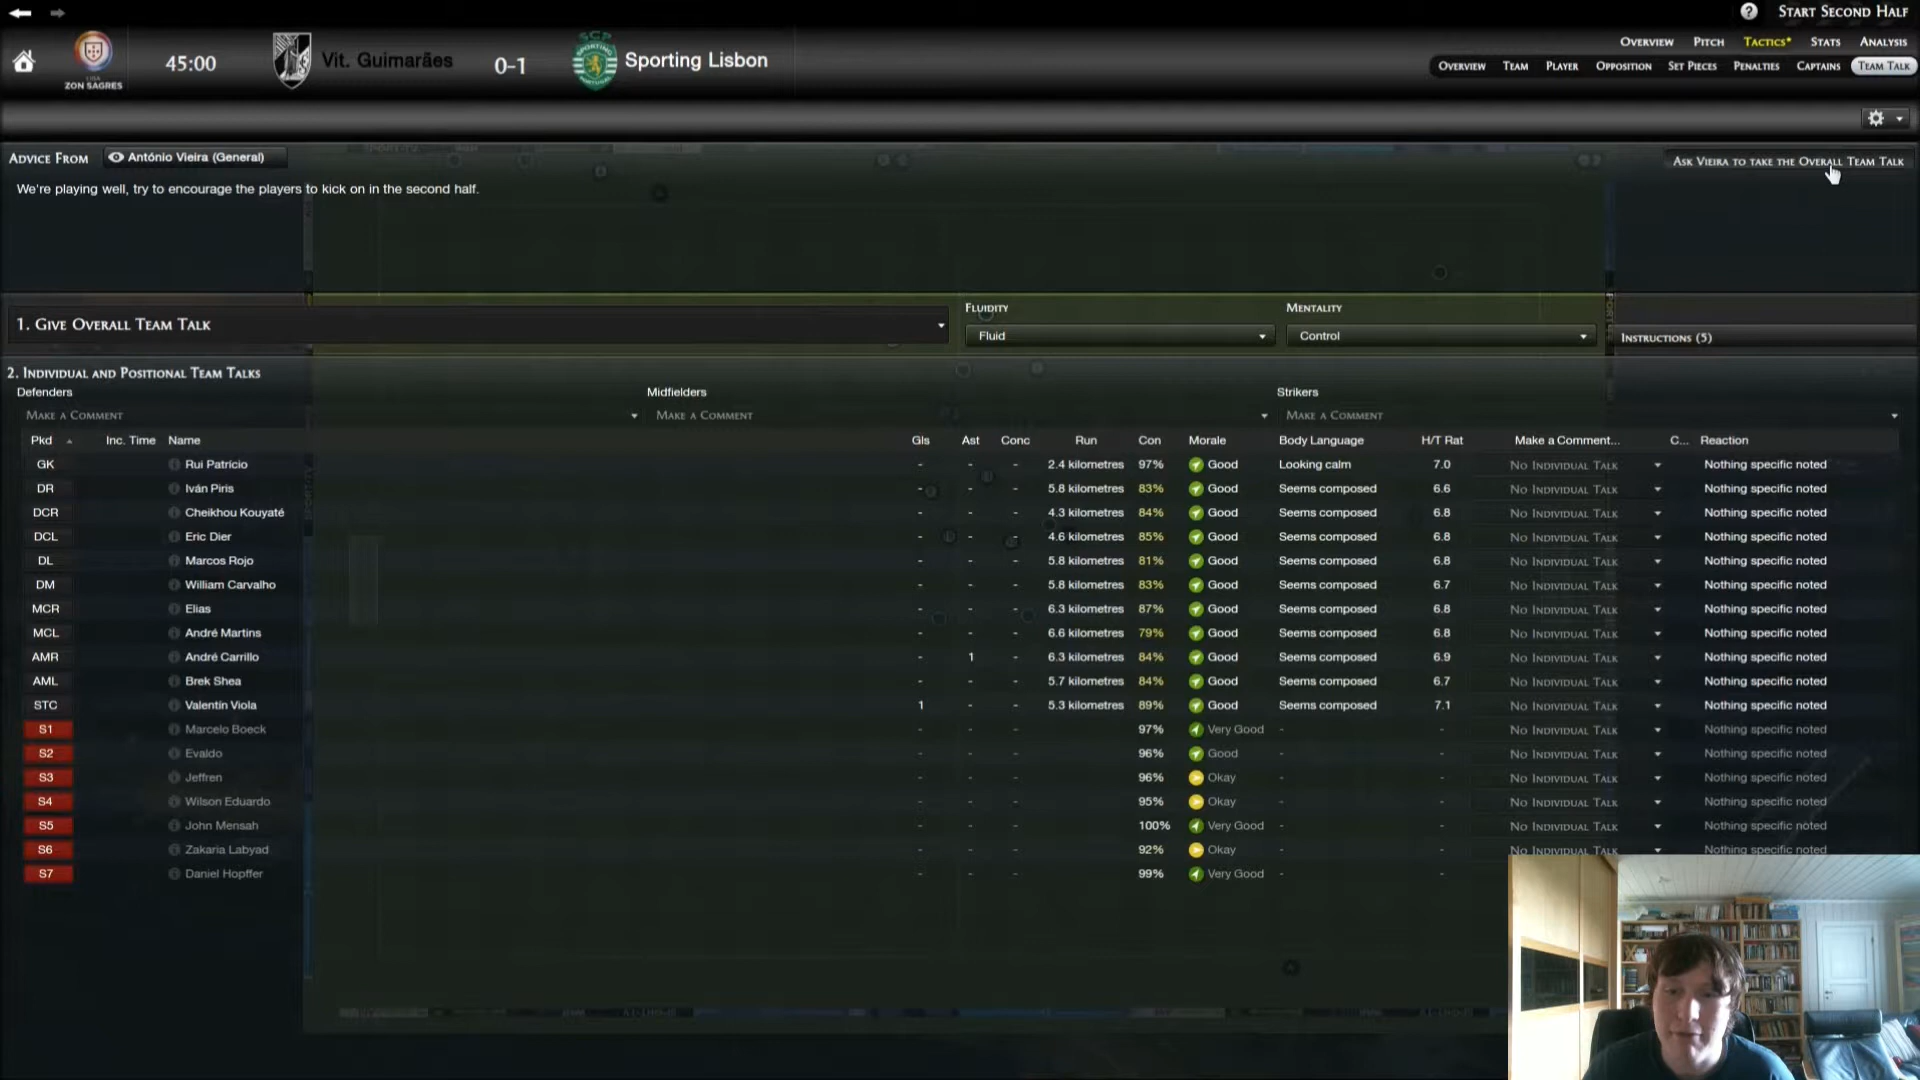 START SECOND HALF
OVERVIEW PITCH TACTICS* STATS ANALYSIS
45:00 Vit. Guimarães 0-1 Sporting Lisbon
LIGA
ZON SAGRES
SCP
SPORTING
PORTUGAL
OVERVIEW TEAM PLAYER OPPOSITION SET PIECES PENALTIES CAPTAINS TEAM TALK
ADVICE FROM António Vieira (General) ASK VIEIRA TO TAKE THE OVERALL TEAM TALK
We're playing well, try to encourage the players to kick on in the second half.
FLUIDITY MENTALITY
1. GIVE OVERALL TEAM TALK Fluid Control INSTRUCTIONS (5)
2. INDIVIDUAL AND POSITIONAL TEAM TALKS
Defenders Midfielders Strikers
MAKE A COMMENT MAKE A COMMENT MAKE A COMMENT
Pkd Inc. Time Name Gls Ast Conc Run Con Morale Body Language H/T Rat Make a Comment... C... Reaction
GK Rui Patrício - - - 2.4 kilometres 97% Good Looking calm 7.0 NO INDIVIDUAL TALK Nothing specific noted
DR Iván Piris - - - 5.8 kilometres 83% Good Seems composed 6.6 NO INDIVIDUAL TALK Nothing specific noted
DCR Cheikhou Kouyaté - - - 4.3 kilometres 84% Good Seems composed 6.8 NO INDIVIDUAL TALK Nothing specific noted
DCL Eric Dier - - - 4.6 kilometres 85% Good Seems composed 6.8 NO INDIVIDUAL TALK Nothing specific noted
DL Marcos Rojo - - - 5.8 kilometres 81% Good Seems composed 6.8 NO INDIVIDUAL TALK Nothing specific noted
DM William Carvalho - - - 5.8 kilometres 83% Good Seems composed 6.7 NO INDIVIDUAL TALK Nothing specific noted
MCR Elias - - - 6.3 kilometres 87% Good Seems composed 6.8 NO INDIVIDUAL TALK Nothing specific noted
MCL André Martins - - - 6.6 kilometres 79% Good Seems composed 6.8 NO INDIVIDUAL TALK Nothing specific noted
AMR André Carrillo - 1 - 6.3 kilometres 84% Good Seems composed 6.9 NO INDIVIDUAL TALK Nothing specific noted
AML Brek Shea - - - 5.7 kilometres 84% Good Seems composed 6.7 NO INDIVIDUAL TALK Nothing specific noted
STC Valentín Viola 1 - - 5.3 kilometres 89% Good Seems composed 7.1 NO INDIVIDUAL TALK Nothing specific noted
S1 Marcelo Boeck - - - 97% Very Good - - NO INDIVIDUAL TALK Nothing specific noted
S2 Evaldo - - - 96% Good - - NO INDIVIDUAL TALK Nothing specific noted
S3 Jeffren - - - 96% Okay - - NO INDIVIDUAL TALK Nothing specific noted
S4 Wilson Eduardo - - - 95% Okay - - NO INDIVIDUAL TALK Nothing specific noted
S5 John Mensah - - - 100% Very Good - - NO INDIVIDUAL TALK Nothing specific noted
S6 Zakaria Labyad - - - 92% Okay - - NO INDIVIDUAL TALK Nothing specific noted
S7 Daniel Hopffer - - - 99% Very Good - -